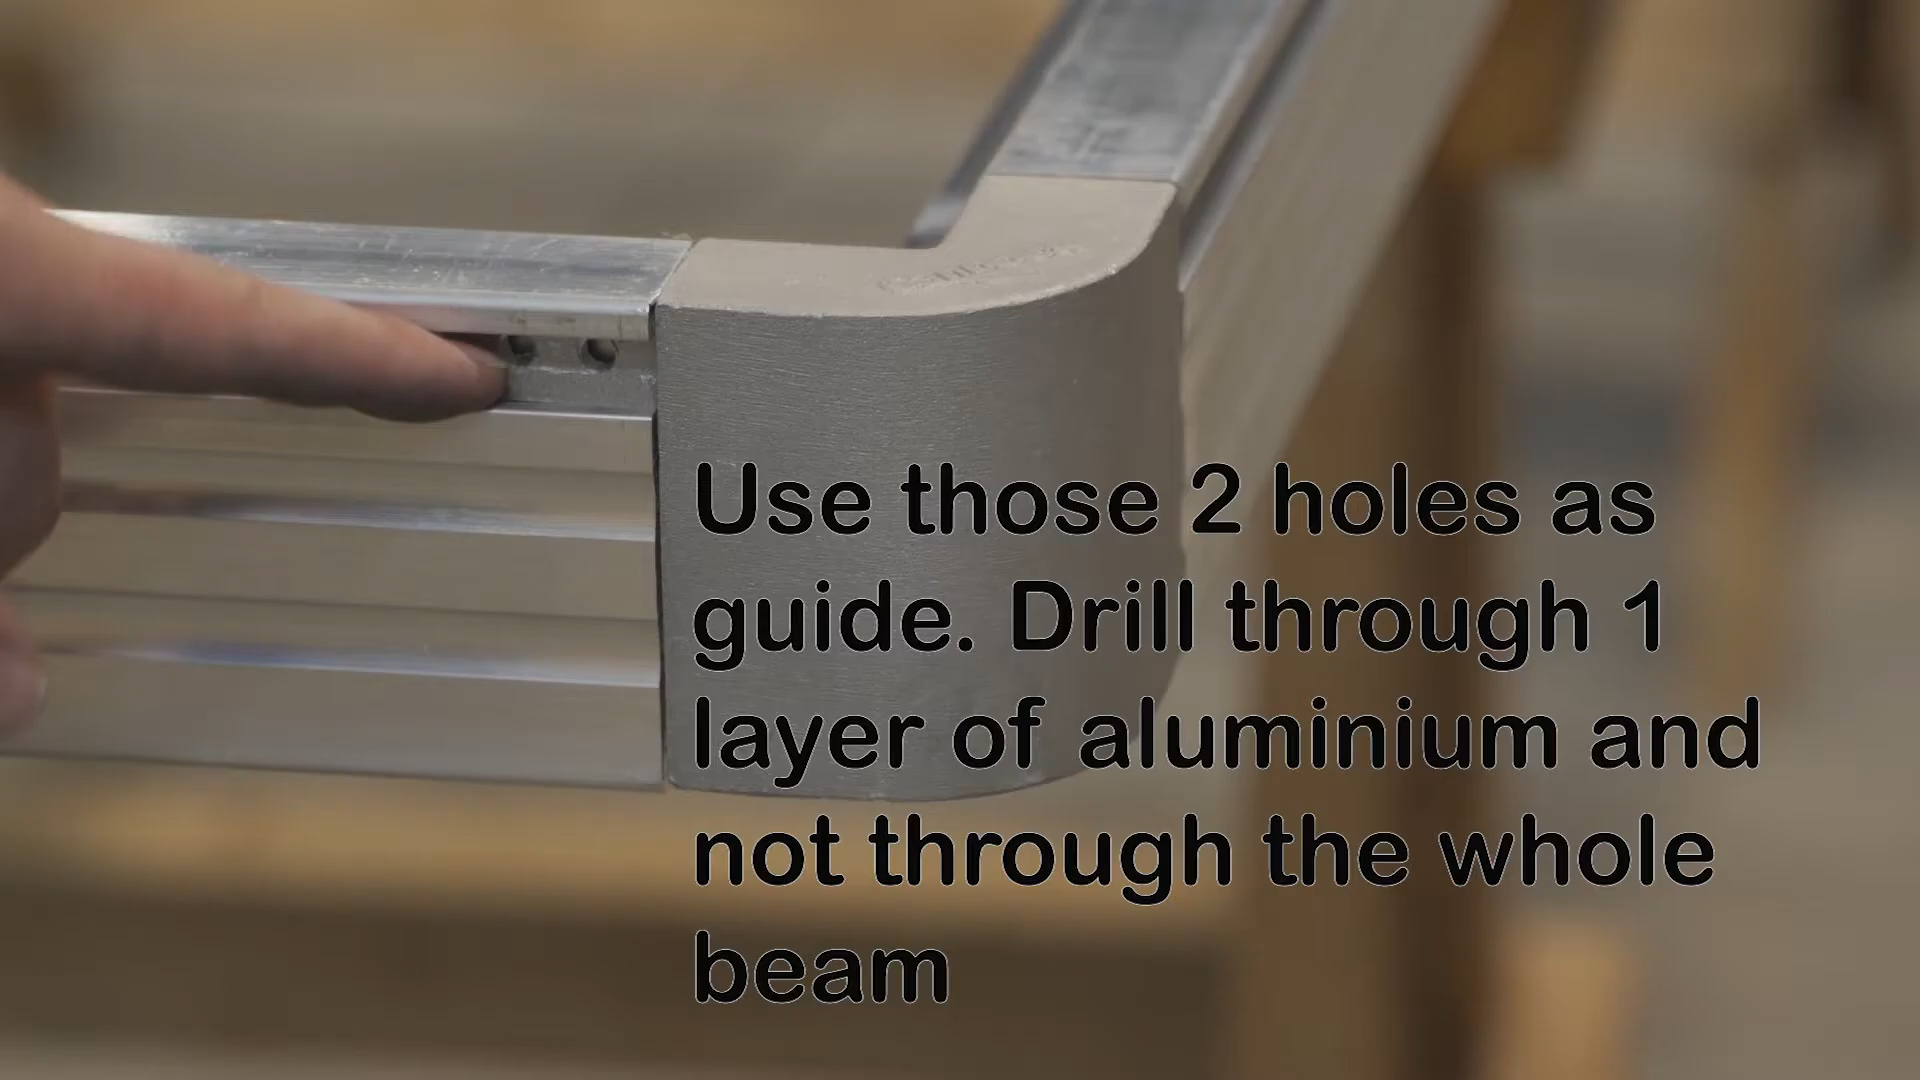 Use those 2 holes as
guide. Drill through 1
layer of aluminium and
not through the whole
beam